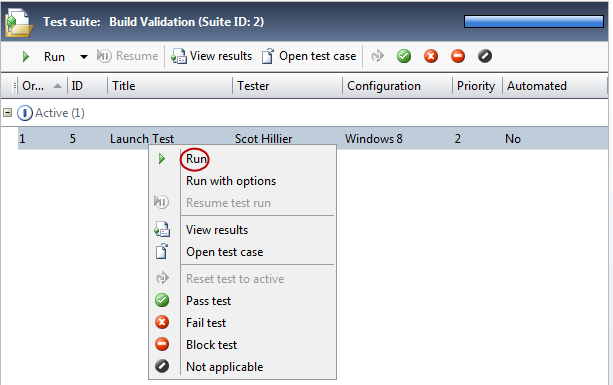 Test suite: Build Validation (Suite ID: 2)
Run Resume View results Open test case
Or... ID Title Tester Configuration Priority Automated
Active (1)
1 5 Launch Test Scot Hillier Windows 8 2 No
Run
Run with options
Resume test run
View results
Open test case
Reset test to active
Pass test
Fail test
Block test
Not applicable